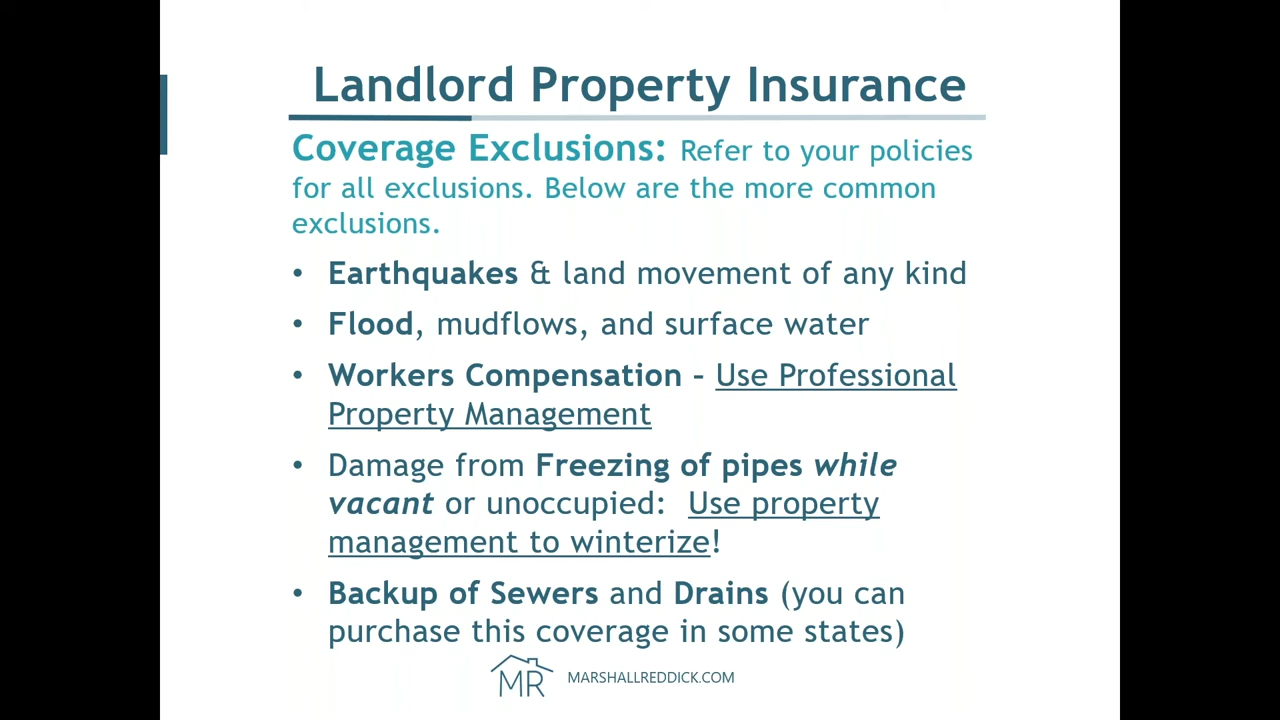 Landlord Property Insurance
Coverage Exclusions: Refer to your policies
for all exclusions. Below are the more common
exclusions.
• Earthquakes & land movement of any kind
• Flood, mudflows, and surface water
• Workers Compensation – Use Professional
Property Management
• Damage from Freezing of pipes while
vacant or unoccupied: Use property
management to winterize!
• Backup of Sewers and Drains (you can
purchase this coverage in some states)
MR MARSHALLREDDICK.COM